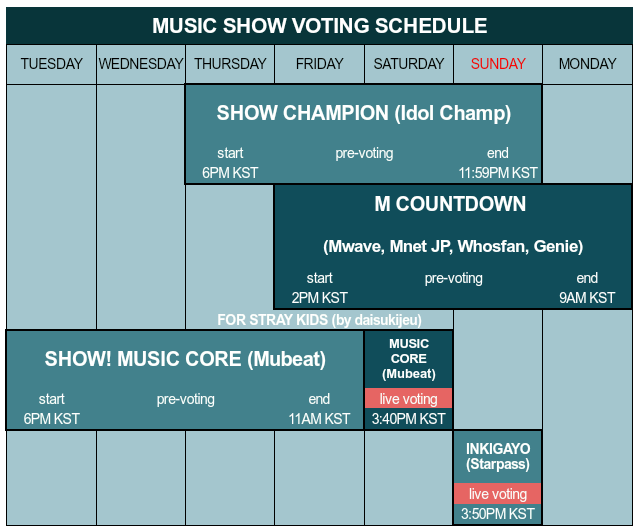 MUSIC SHOW VOTING SCHEDULE
TUESDAY WEDNESDAY THURSDAY FRIDAY SATURDAY SUNDAY MONDAY
SHOW CHAMPION (Idol Champ)
start pre-voting end
6PM KST 11:59PM KST
M COUNTDOWN
(Mwave, Mnet JP, Whosfan, Genie)
start pre-voting end
2PM KST 9AM KST
FOR STRAY KIDS (by daisukijeu)
SHOW! MUSIC CORE (Mubeat)
start pre-voting end
6PM KST 11AM KST
MUSIC
CORE
(Mubeat)
live voting
3:40PM KST
INKIGAYO
(Starpass)
live voting
3:50PM KST